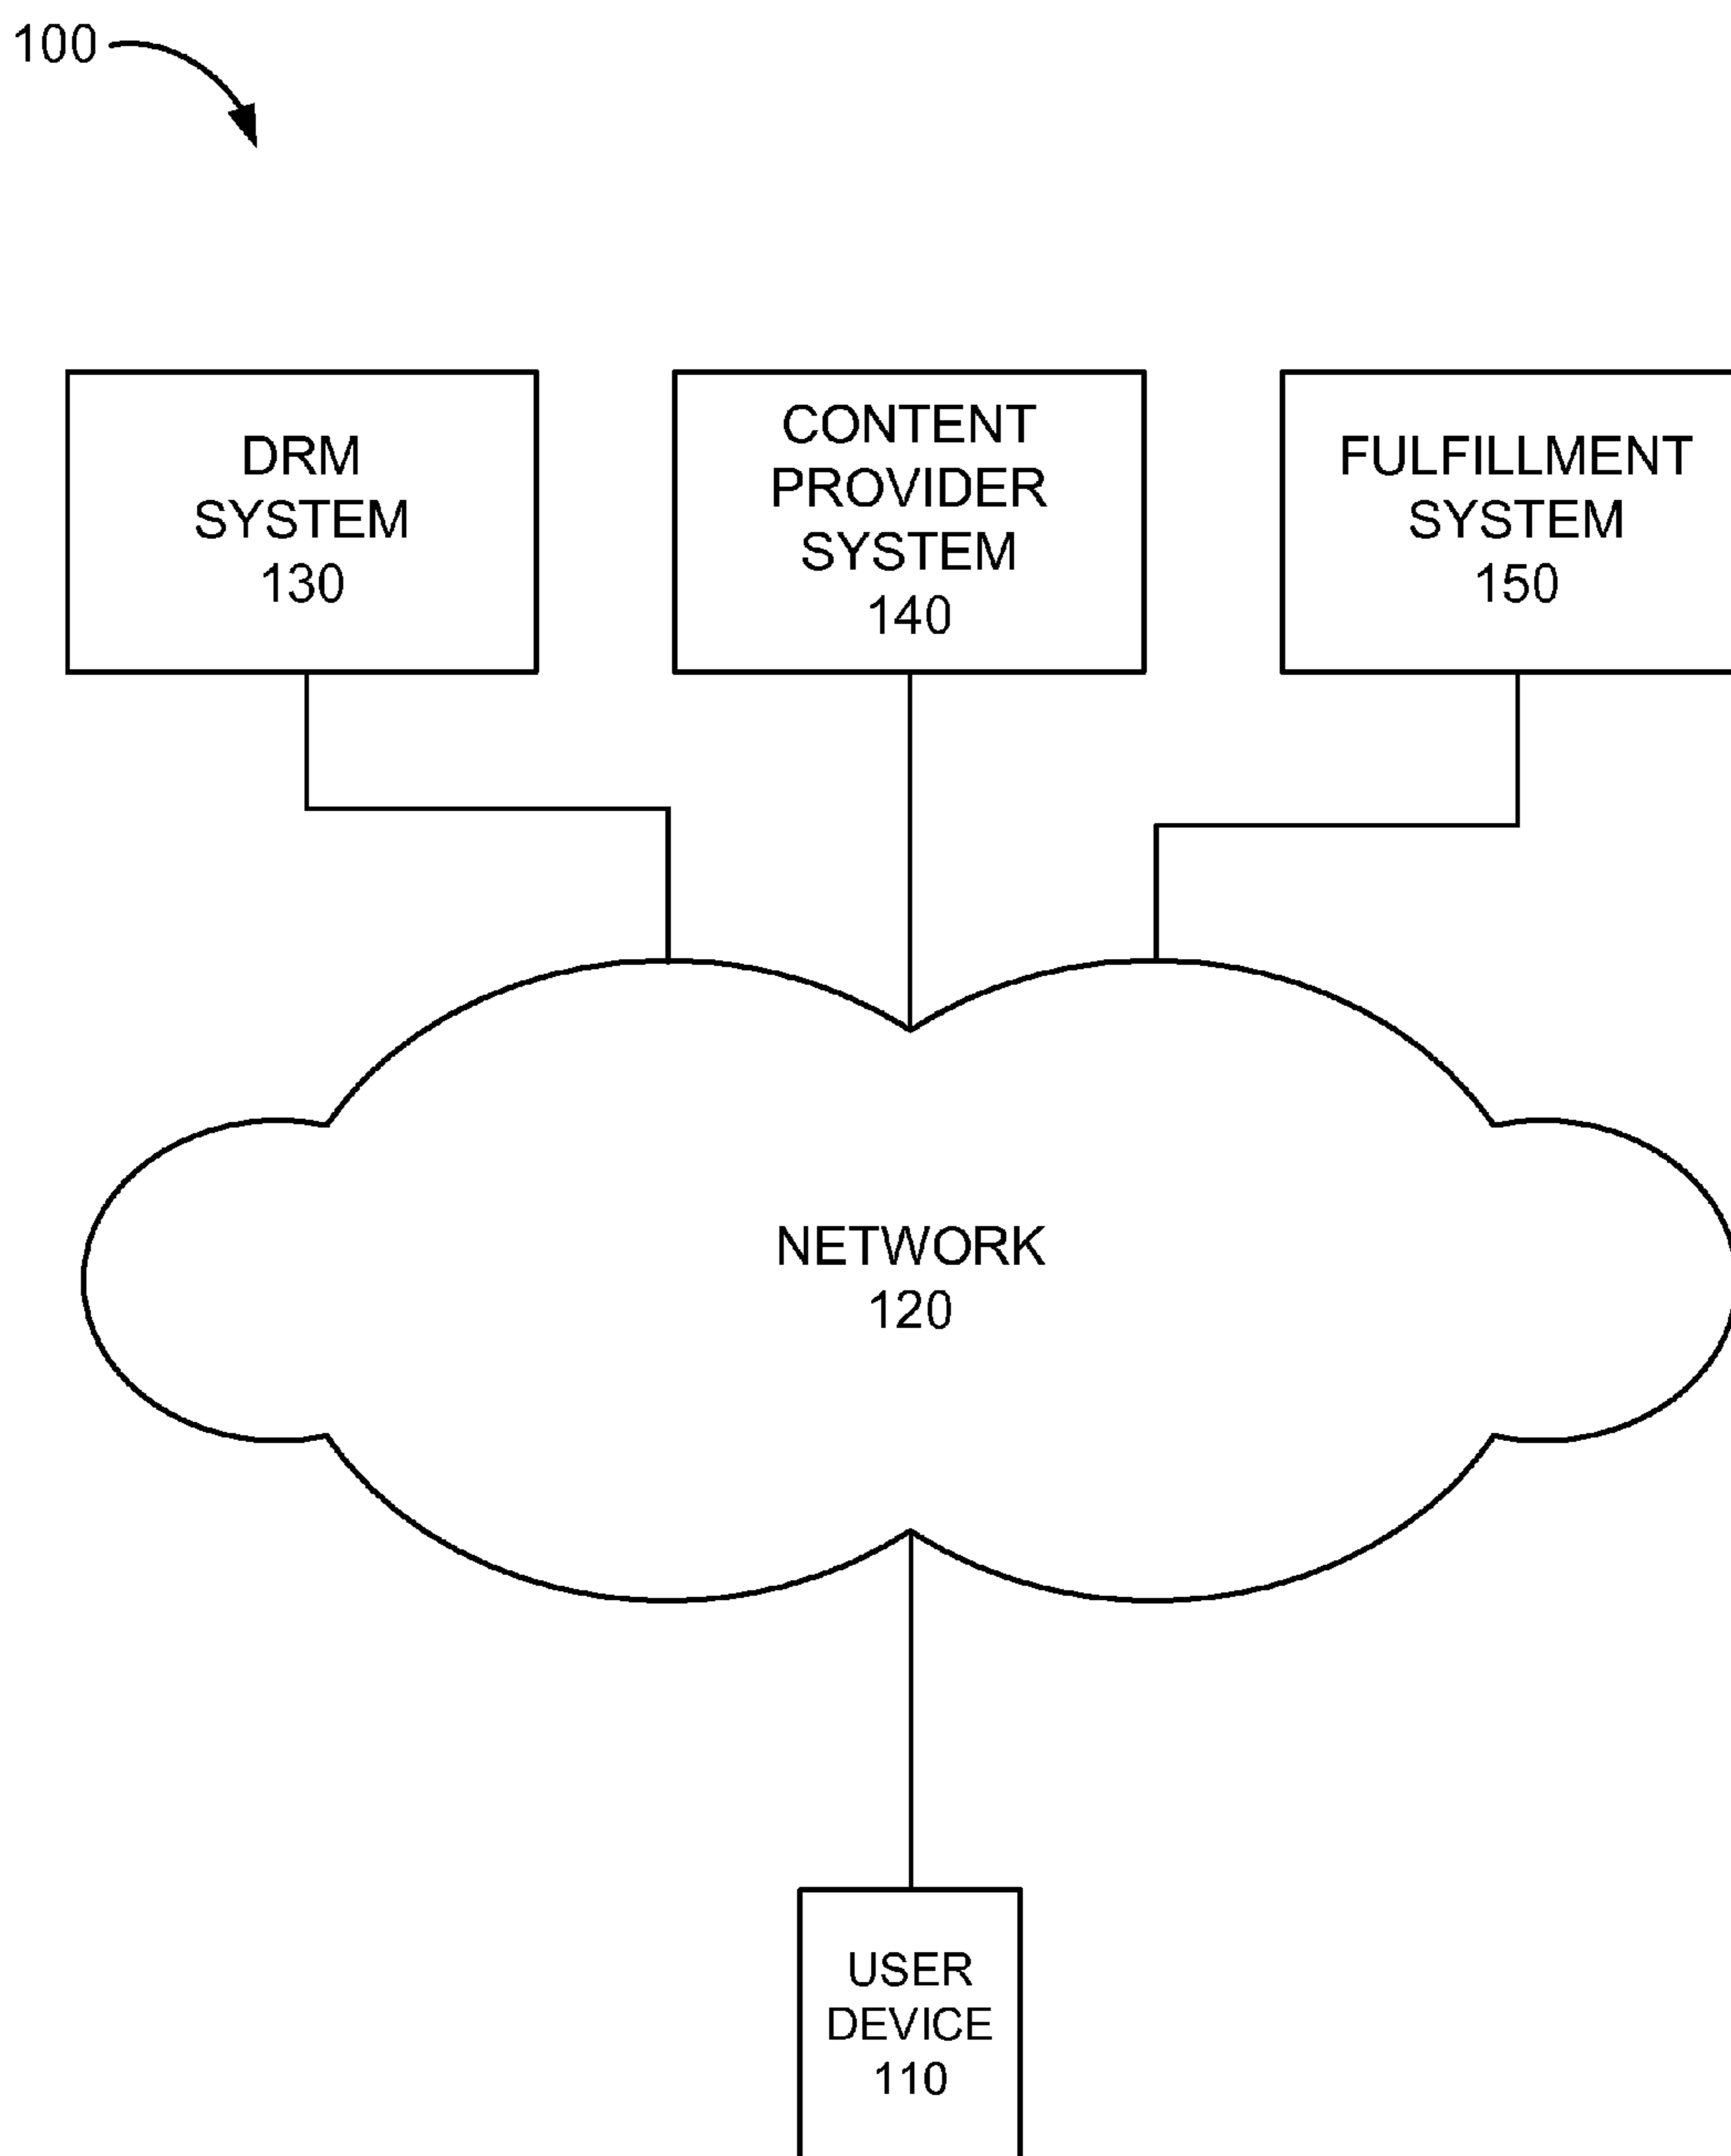 100
DRM
SYSTEM
130
CONTENT
PROVIDER
SYSTEM
140
FULFILLMENT
SYSTEM
150
NETWORK
120
USER
DEVICE
110